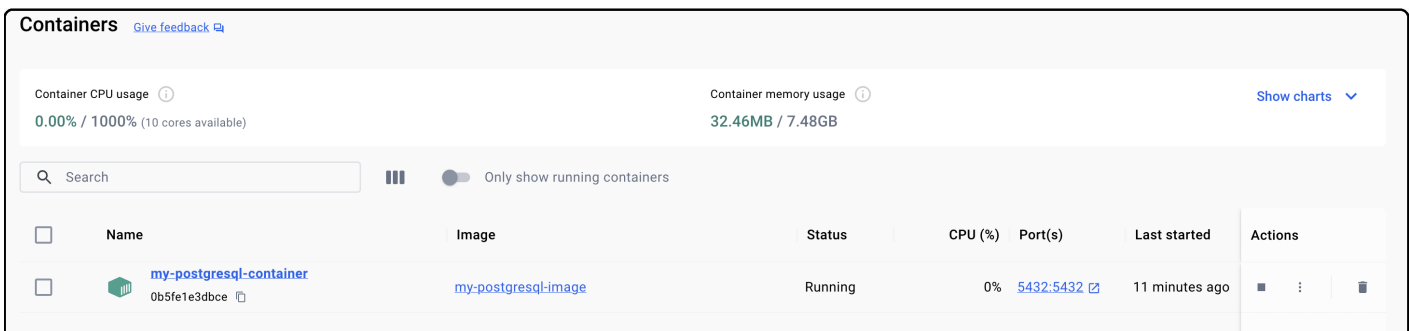 Containers Give feedback
Container CPU usage Container memory usage Show charts
0.00% / 1000% (10 cores available) 32.46MB / 7.48GB
Search Only show running containers
Name Image Status CPU (%) Port(s) Last started Actions
my-postgresql-container
0b5fe1e3dbce my-postgresql-image Running 0% 5432:5432 11 minutes ago